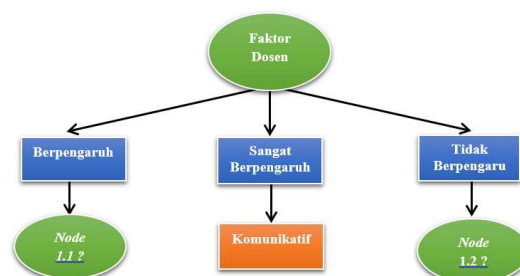 Faktor
Dosen
Berpengaruh
Sangat
Berpengaruh
Tidak
Berpengaru
Node
1.1 ?
Komunikatif
Node
1.2 ?